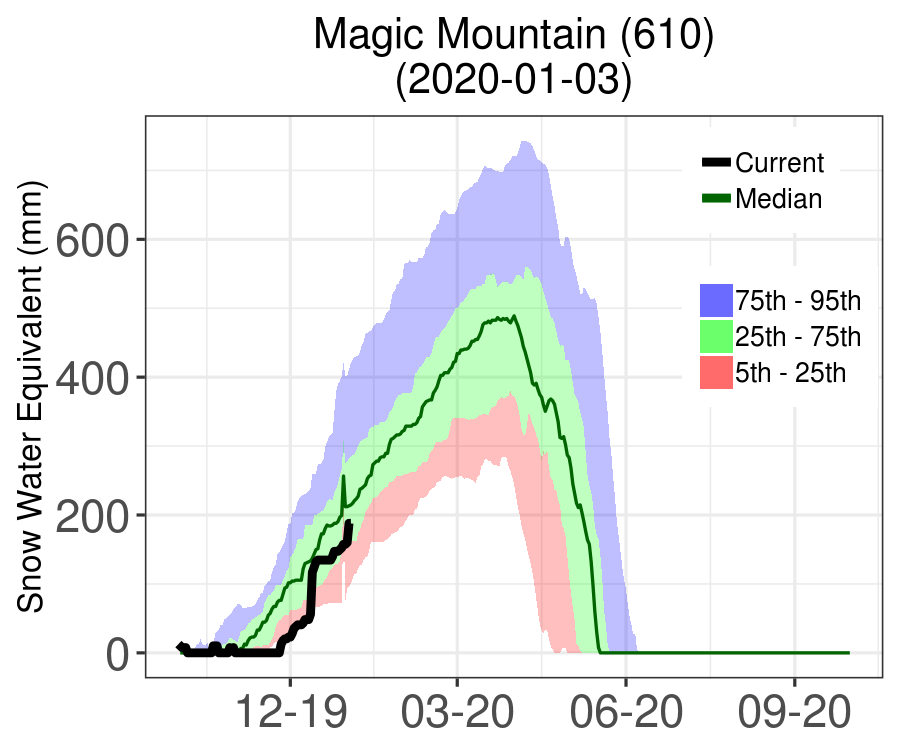 Magic Mountain (610)
(2020-01-03)
Snow Water Equivalent (mm)
600
400
200
0
12-19
03-20
06-20
09-20
Current
Median
75th - 95th
25th - 75th
5th - 25th